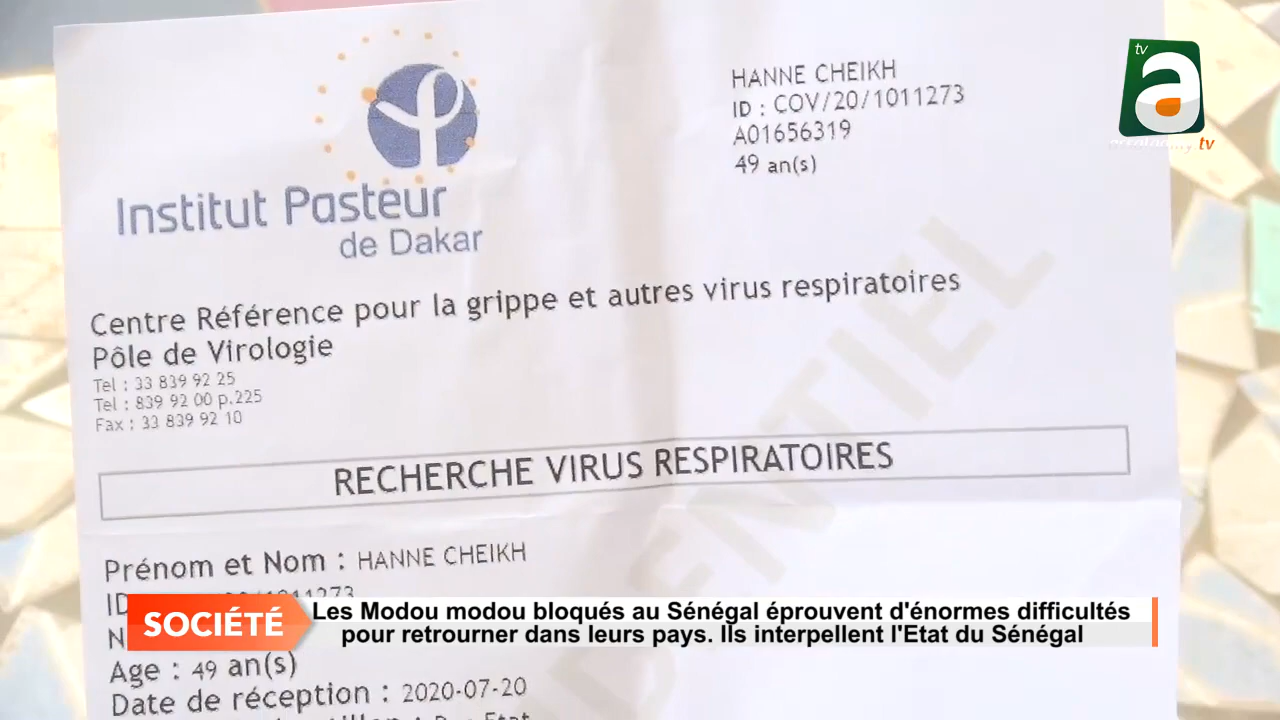 tv
a
HANNE CHEIKH
ID : COV/20/1011273
A01656319
49 an(s)
Institut Pasteur
de Dakar
Centre Référence pour la grippe et autres virus respiratoires
Pôle de Virologie
Tel : 33 839 92 25
Tel : 839 92 00 p.225
Fax : 33 839 92 10
RECHERCHE VIRUS RESPIRATOIRES
Prénom et Nom : HANNE CHEIKH
SOCIÉTÉ
Les Modou modou bloqués au Sénégal éprouvent d'énormes difficultés
pour retrourner dans leurs pays. Ils interpellent l'Etat du Sénégal
Age : 49 an(s)
Date de réception : 2020-07-20